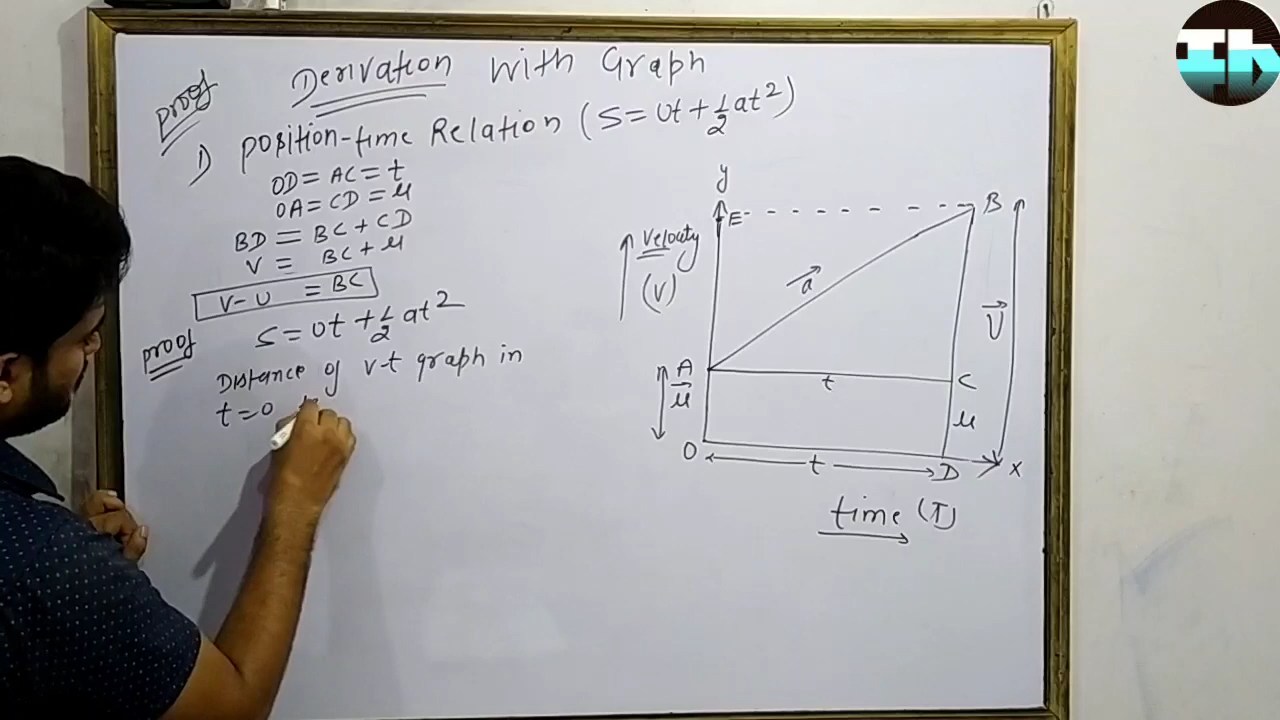 Derivation with Graph
proof
1) position-time Relation (S=ut+½at²)
OD = AC = t
OA = CD = u
BD = BC + CD
V = BC + u
V-U = BC
proof
S = ut + ½at²
Distance of v-t graph in
t=0
y
E
B
Velocity
(V)
a
V
A
u
t
C
u
O
t
D
x
time (T)